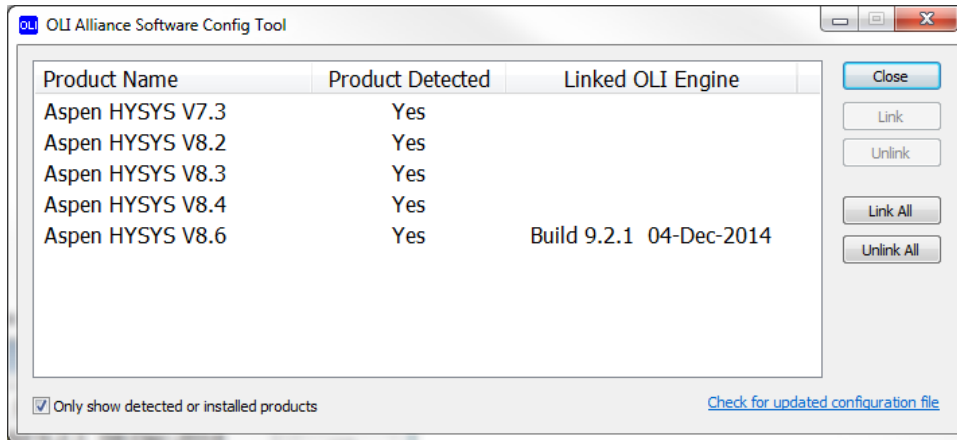 OLI OLI Alliance Software Config Tool
Product Name Product Detected Linked OLI Engine
Aspen HYSYS V7.3 Yes
Aspen HYSYS V8.2 Yes
Aspen HYSYS V8.3 Yes
Aspen HYSYS V8.4 Yes
Aspen HYSYS V8.6 Yes Build 9.2.1 04-Dec-2014
Close
Link
Unlink
Link All
Unlink All
Only show detected or installed products
Check for updated configuration file